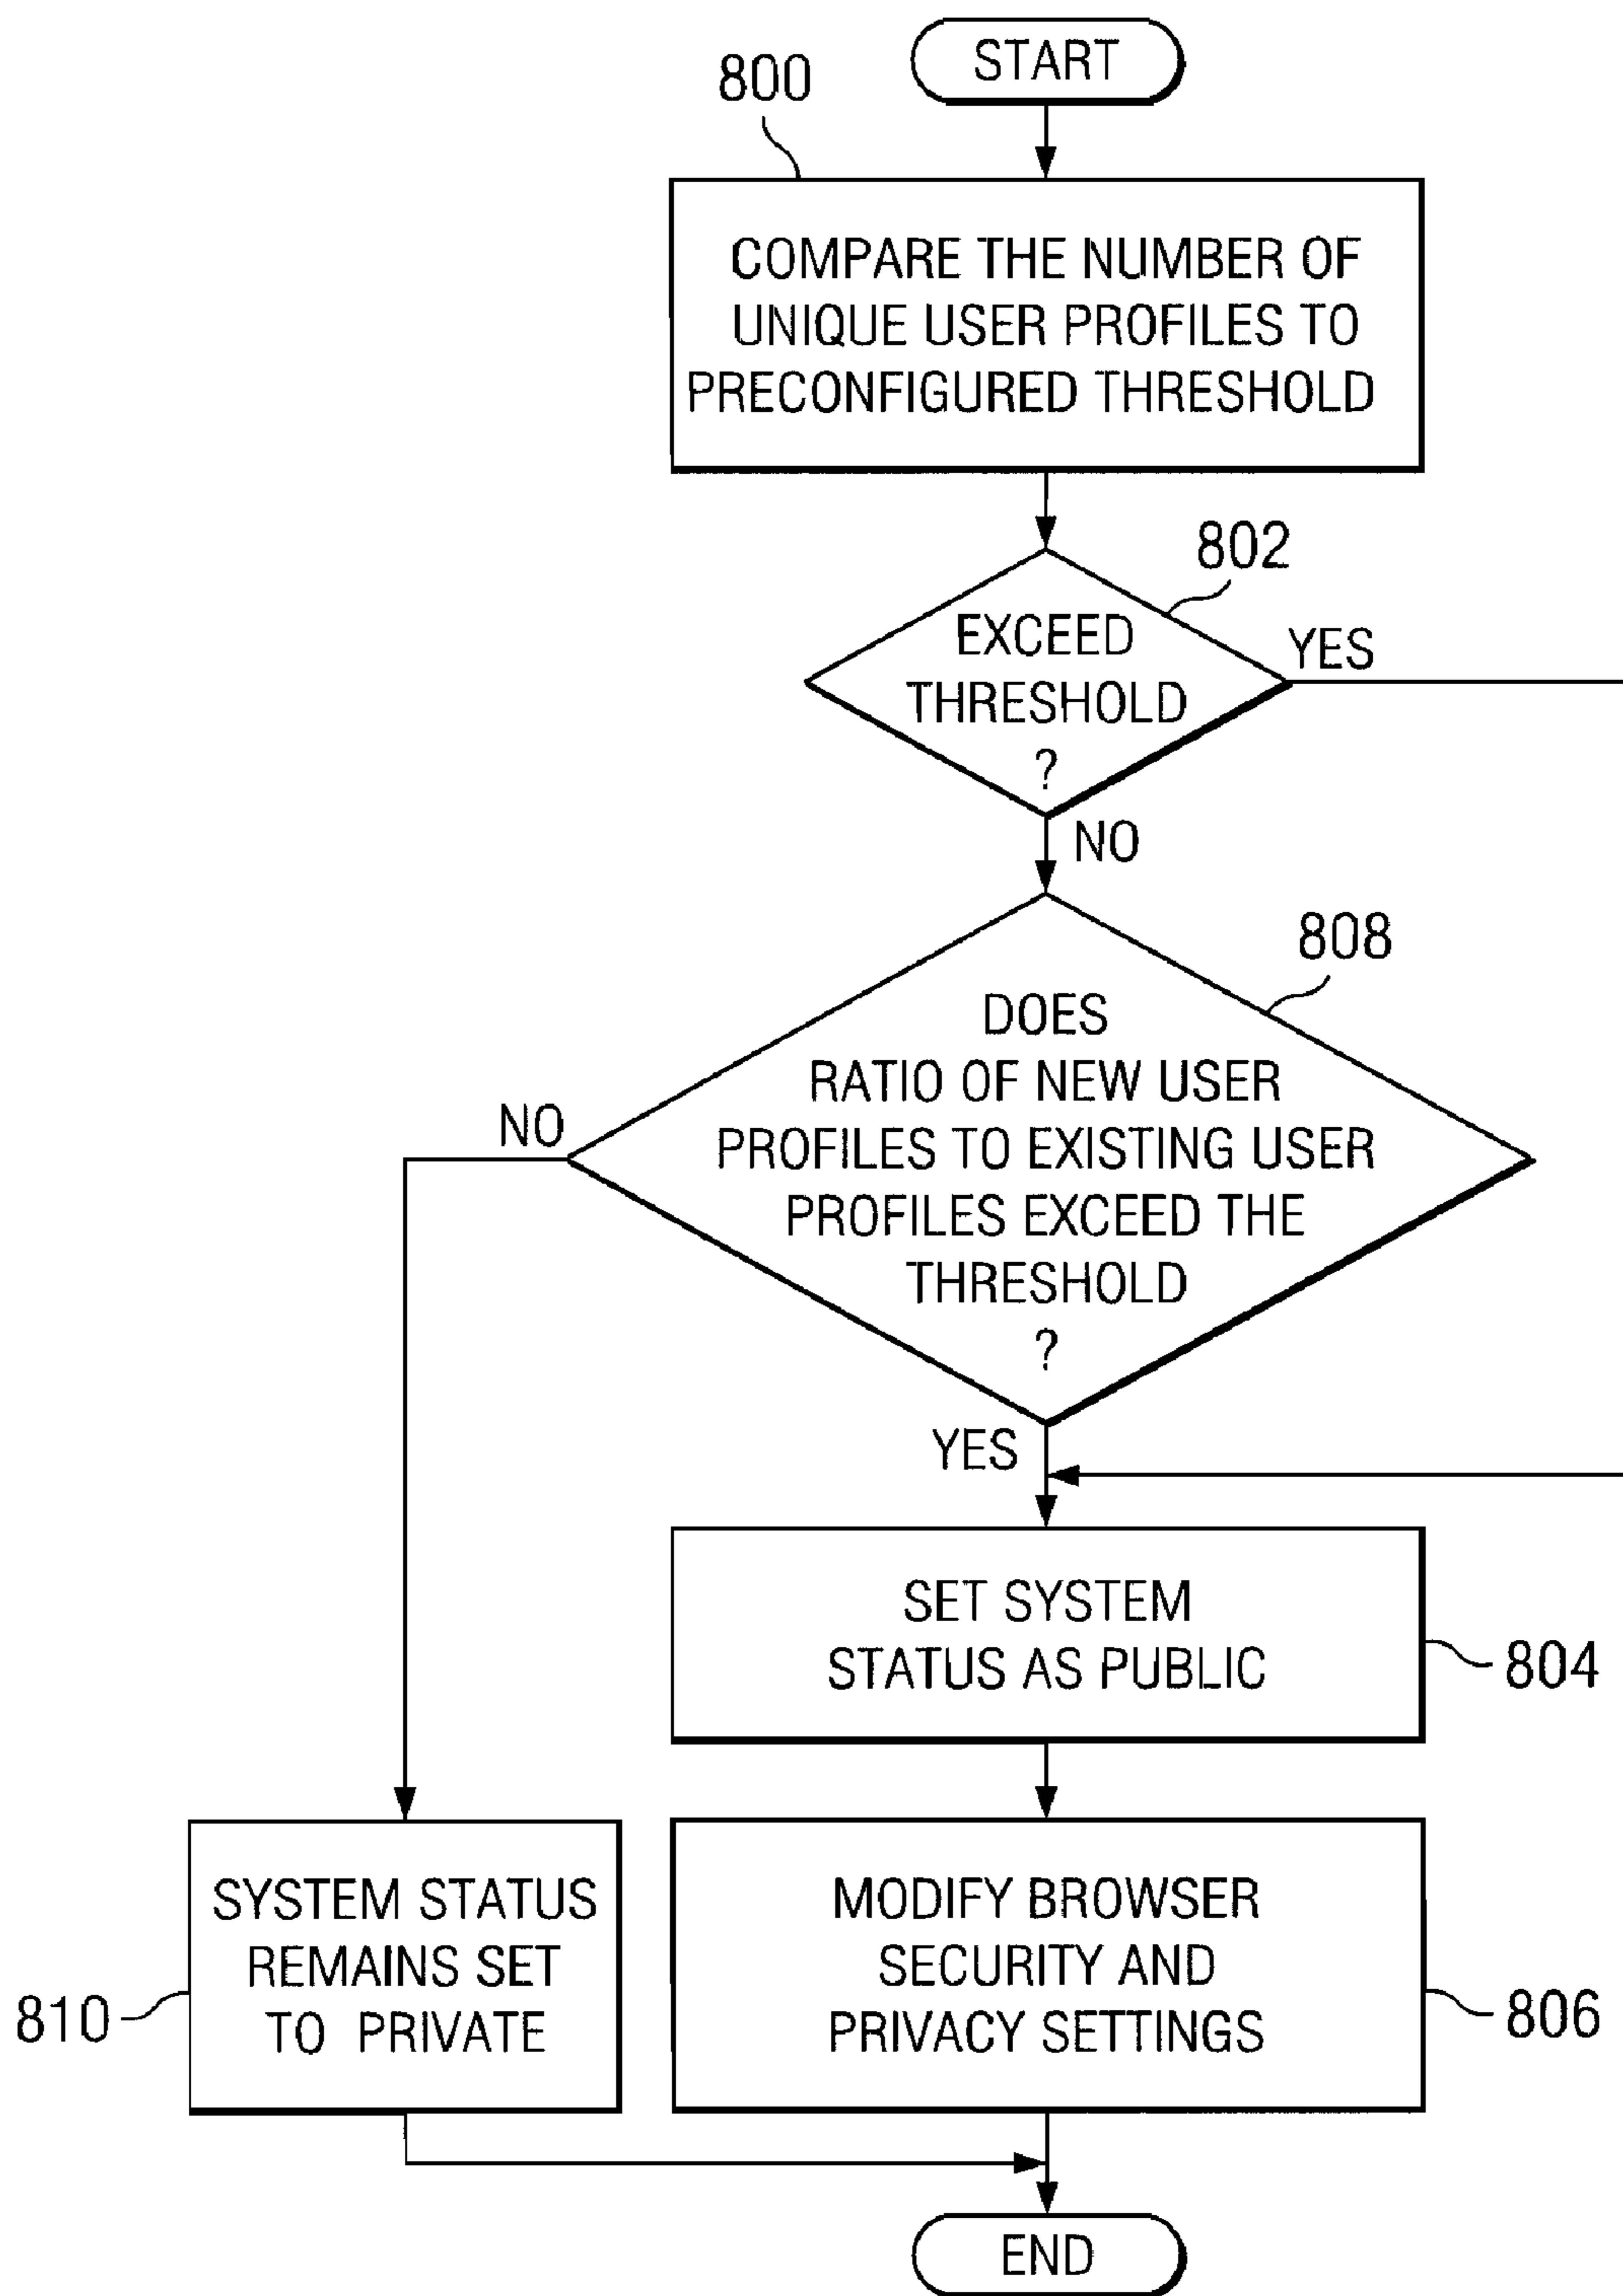 START
800
COMPARE THE NUMBER OF
UNIQUE USER PROFILES TO
PRECONFIGURED THRESHOLD
802
EXCEED
THRESHOLD
?
YES
NO
808
DOES
RATIO OF NEW USER
PROFILES TO EXISTING USER
PROFILES EXCEED THE
THRESHOLD
?
NO
YES
SET SYSTEM
STATUS AS PUBLIC
804
SYSTEM STATUS
REMAINS SET
TO PRIVATE
810
MODIFY BROWSER
SECURITY AND
PRIVACY SETTINGS
806
END